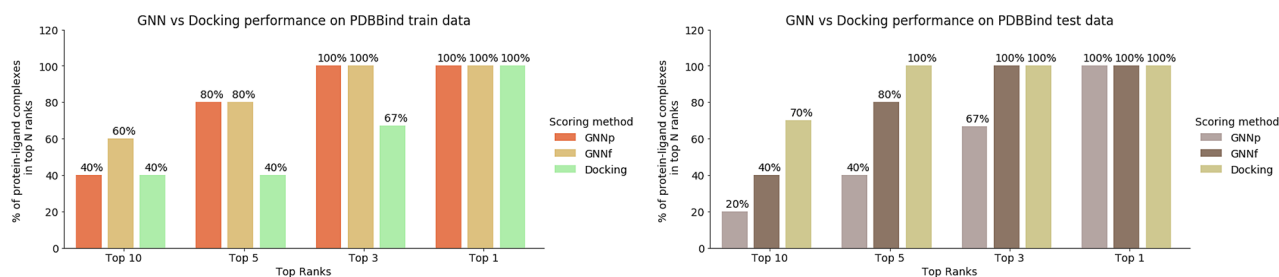 GNN vs Docking performance on PDBBind train data
% of protein-ligand complexes
in top N ranks
120
100
80
60
40
20
0
40%
60%
40%
80%
80%
40%
100%
100%
67%
100%
100%
100%
Top 10
Top 5
Top 3
Top 1
Top Ranks
Scoring method
GNNp
GNNf
Docking
GNN vs Docking performance on PDBBind test data
% of protein-ligand complexes
in top N ranks
120
100
80
60
40
20
0
20%
40%
70%
40%
80%
100%
67%
100%
100%
100%
100%
100%
Top 10
Top 5
Top 3
Top 1
Top Ranks
Scoring method
GNNp
GNNf
Docking